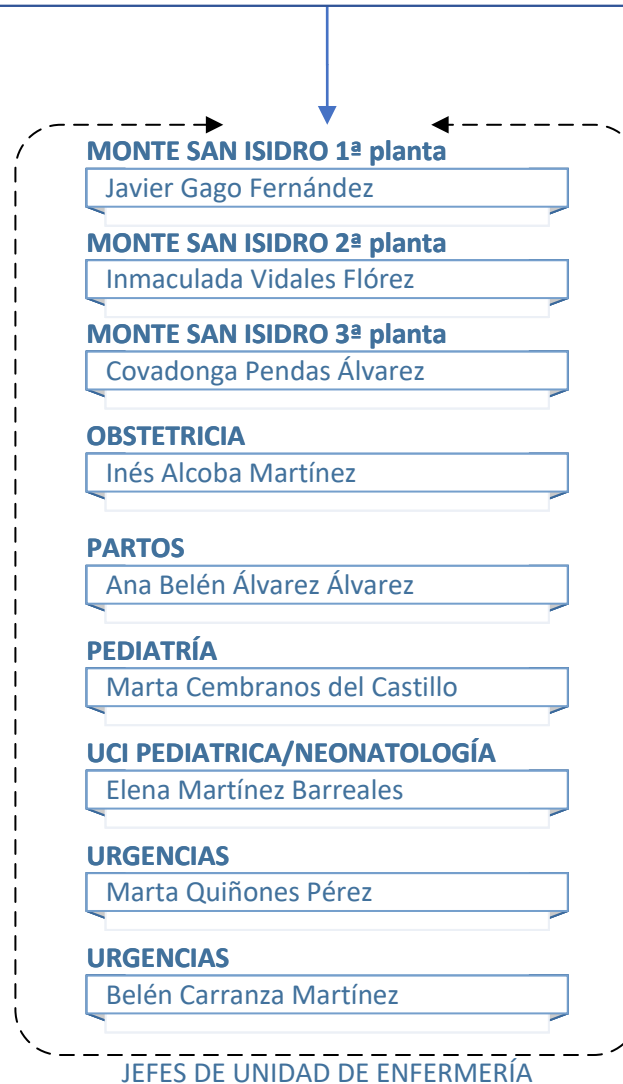 MONTE SAN ISIDRO 1ª planta
Javier Gago Fernández
MONTE SAN ISIDRO 2ª planta
Inmaculada Vidales Flórez
MONTE SAN ISIDRO 3ª planta
Covadonga Pendas Álvarez
OBSTETRICIA
Inés Alcoba Martínez
PARTOS
Ana Belén Álvarez Álvarez
PEDIATRÍA
Marta Cembranos del Castillo
UCI PEDIATRICA/NEONATOLOGÍA
Elena Martínez Barreales
URGENCIAS
Marta Quiñones Pérez
URGENCIAS
Belén Carranza Martínez
JEFES DE UNIDAD DE ENFERMERÍA